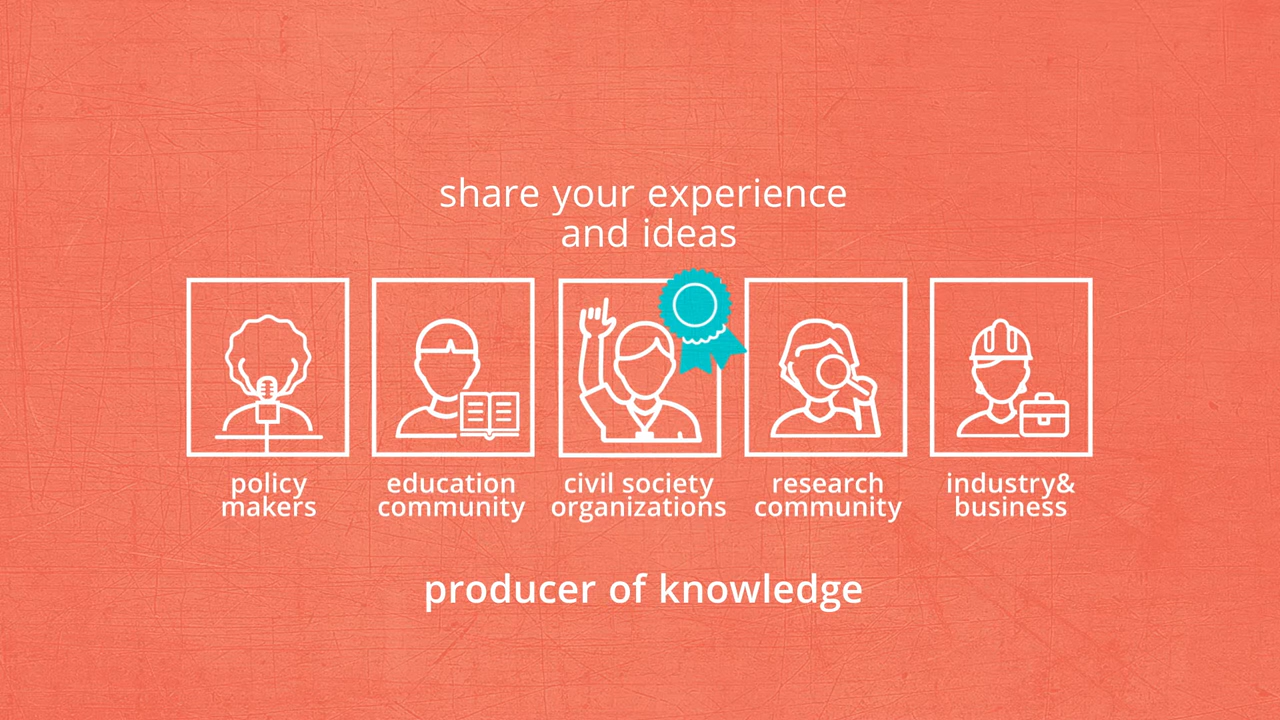 share your experience
and ideas
policy
makers
education
community
civil society
organizations
research
community
industry&
business
producer of knowledge